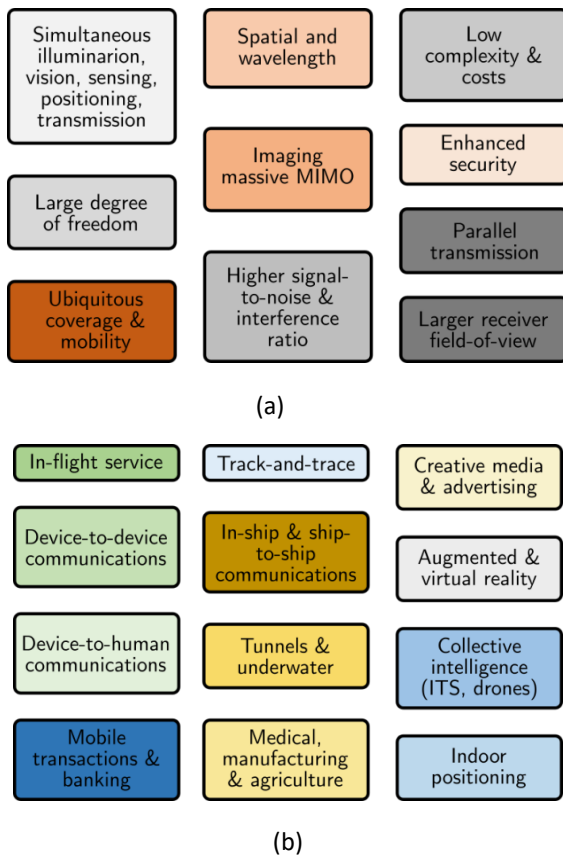 Simultaneous
illuminarion,
vision, sensing,
positioning,
transmission
Large degree
of freedom
Ubiquitous
coverage &
mobility
Spatial and
wavelength
Imaging
massive MIMO
Higher signal-
to-noise &
interference
ratio
Low
complexity &
costs
Enhanced
security
Parallel
transmission
Larger receiver
field-of-view
(a)
In-flight service
Device-to-device
communications
Device-to-human
communications
Mobile
transactions &
banking
Track-and-trace
In-ship & ship-
to-ship
communications
Tunnels &
underwater
Medical,
manufacturing
& agriculture
Creative media
& advertising
Augmented &
virtual reality
Collective
intelligence
(ITS, drones)
Indoor
positioning
(b)